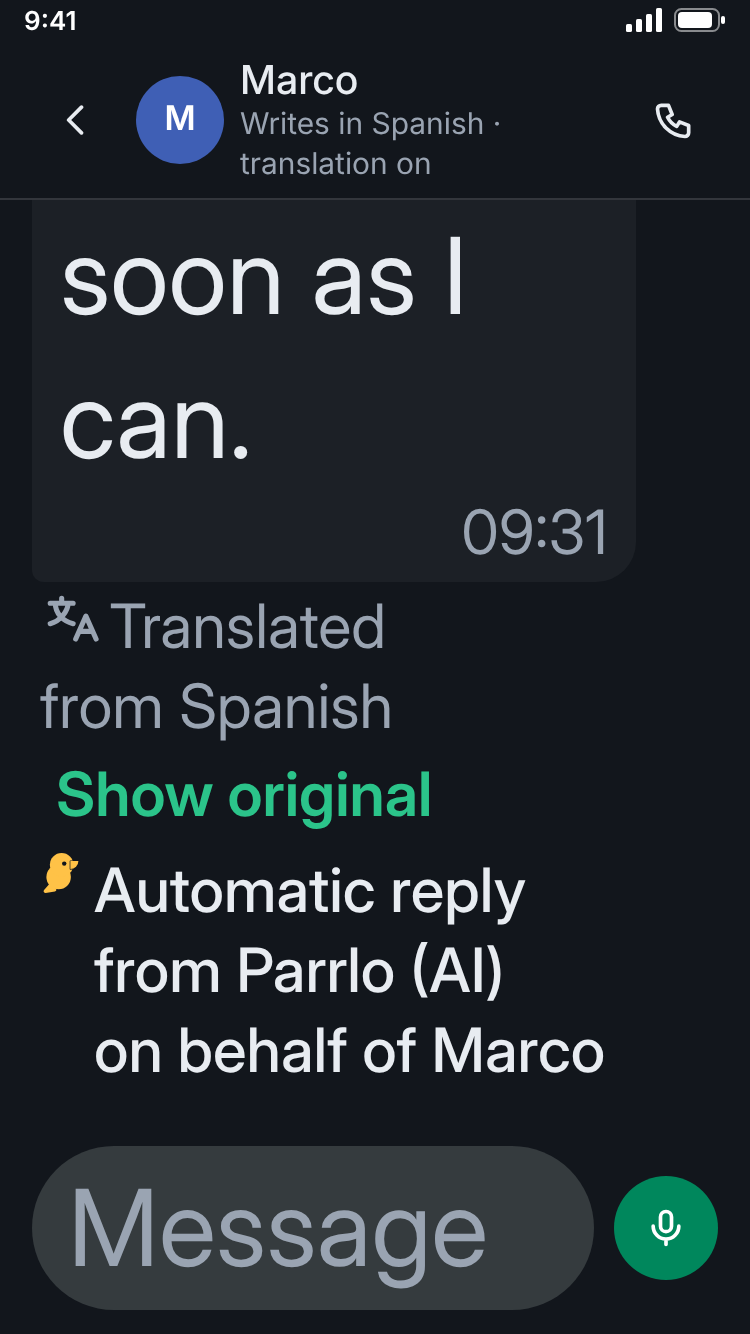 9:41
M
Marco
Writes in Spanish ·
translation on
soon as I
can.
09:31
Translated
from Spanish
Show original
Automatic reply
from Parrlo (AI)
on behalf of Marco
Message